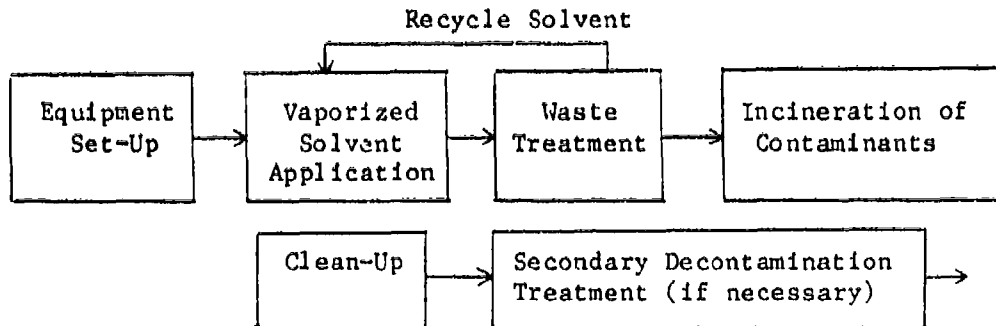 Recycle Solvent
Equipment
Set-Up
Vaporized
Solvent
Application
Waste
Treatment
Incineration of
Contaminants
Clean-Up
Secondary Decontamination
Treatment (if necessary)